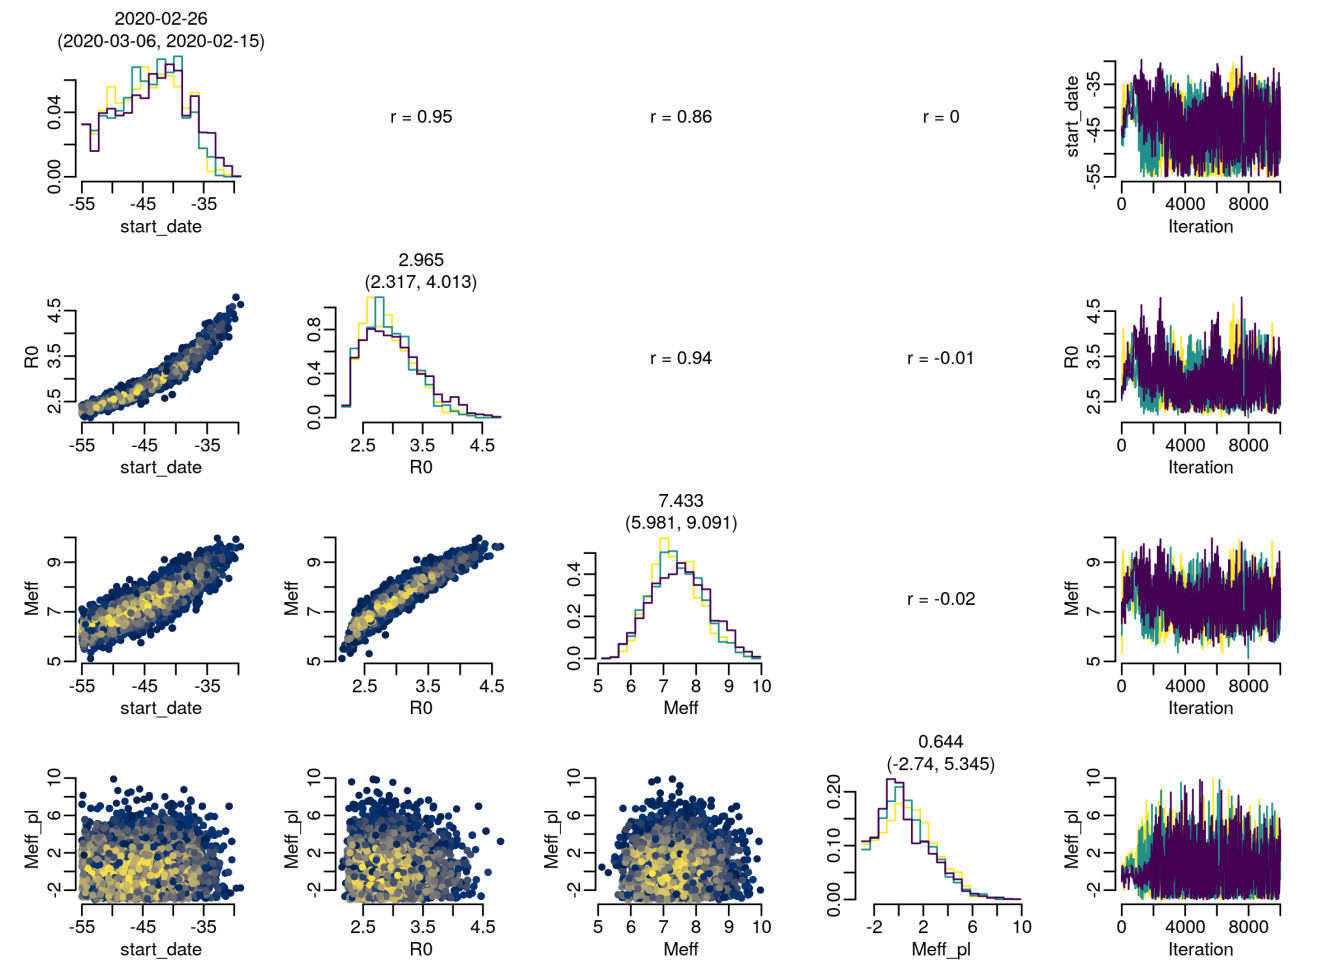 2020-02-26
(2020-03-06, 2020-02-15)
0.00 0.04
-55 -45 -35
start_date
r = 0.95
r = 0.86
r = 0
start_date
-55 -45 -35
0 4000 8000
Iteration
R0
2.5 3.5 4.5
-55 -45 -35
start_date
2.965
(2.317, 4.013)
0.0 0.4 0.8
2.5 3.5 4.5
R0
r = 0.94
r = -0.01
R0
2.5 3.5 4.5
0 4000 8000
Iteration
Meff
5 7 9
-55 -45 -35
start_date
Meff
5 7 9
2.5 3.5 4.5
R0
7.433
(5.981, 9.091)
0.0 0.2 0.4
5 6 7 8 9 10
Meff
r = -0.02
Meff
5 7 9
0 4000 8000
Iteration
Meff_pl
-2 2 6 10
-55 -45 -35
start_date
Meff_pl
-2 2 6 10
2.5 3.5 4.5
R0
Meff_pl
-2 2 6 10
5 6 7 8 9 10
Meff
0.644
(-2.74, 5.345)
0.00 0.10 0.20
-2 2 6 10
Meff_pl
Meff_pl
-2 2 6 10
0 4000 8000
Iteration